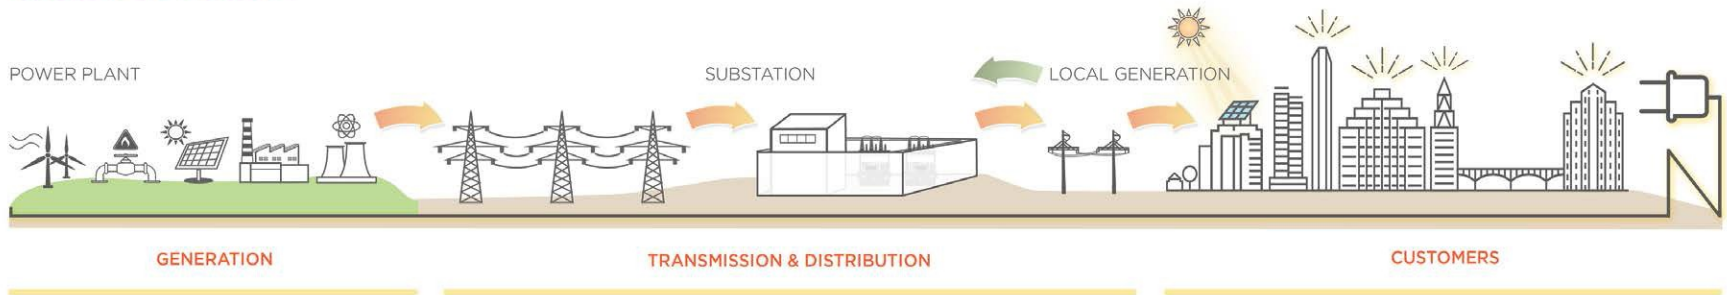 POWER PLANT
SUBSTATION
LOCAL GENERATION
GENERATION
TRANSMISSION & DISTRIBUTION
CUSTOMERS